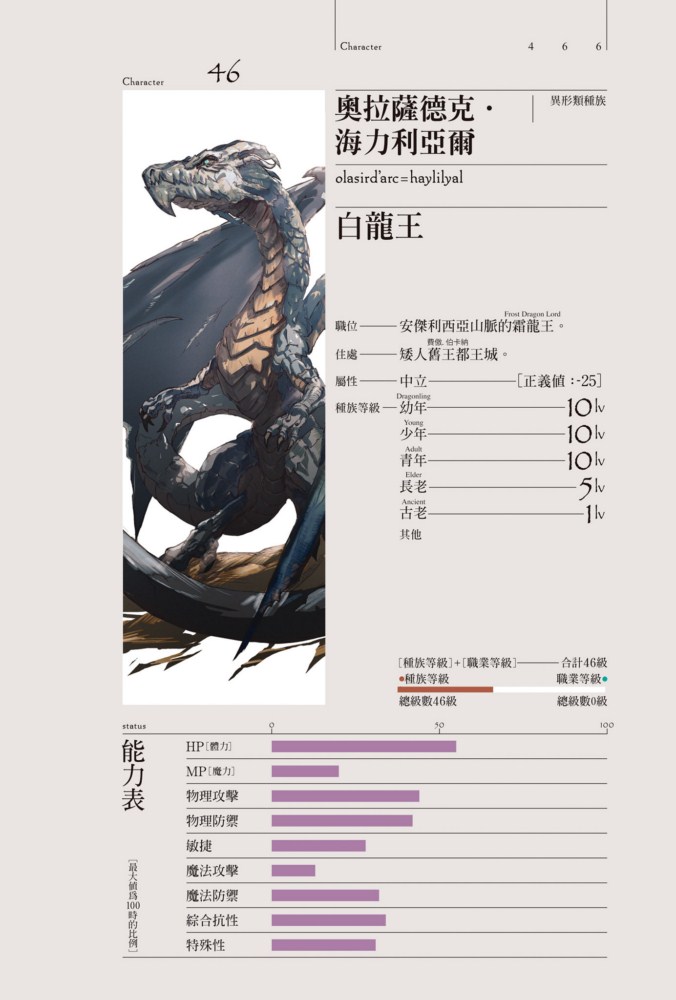 Character
4 6 6
Character
46
奧拉薩德克・
海力利亞爾
異形類種族
olasird'arc=haylilyal
白龍王
Frost Dragon Lord
職位——安傑利西亞山脈的霜龍王。
費傲.伯卡納
住處——矮人舊王都王城。
屬性——中立——[正義值:-25]
Dragonling
種族等級—幼年——10lv
Young
少年——10lv
Adult
青年——10lv
Elder
長老——5lv
Ancient
古老——1lv
其他
[種族等級]+[職業等級]——合計46級
●種族等級 職業等級●
總級數46級 總級數0級
status
0 50 100
能力表
[最大值為100時的比例]
HP[體力]
MP[魔力]
物理攻擊
物理防禦
敏捷
魔法攻擊
魔法防禦
綜合抗性
特殊性